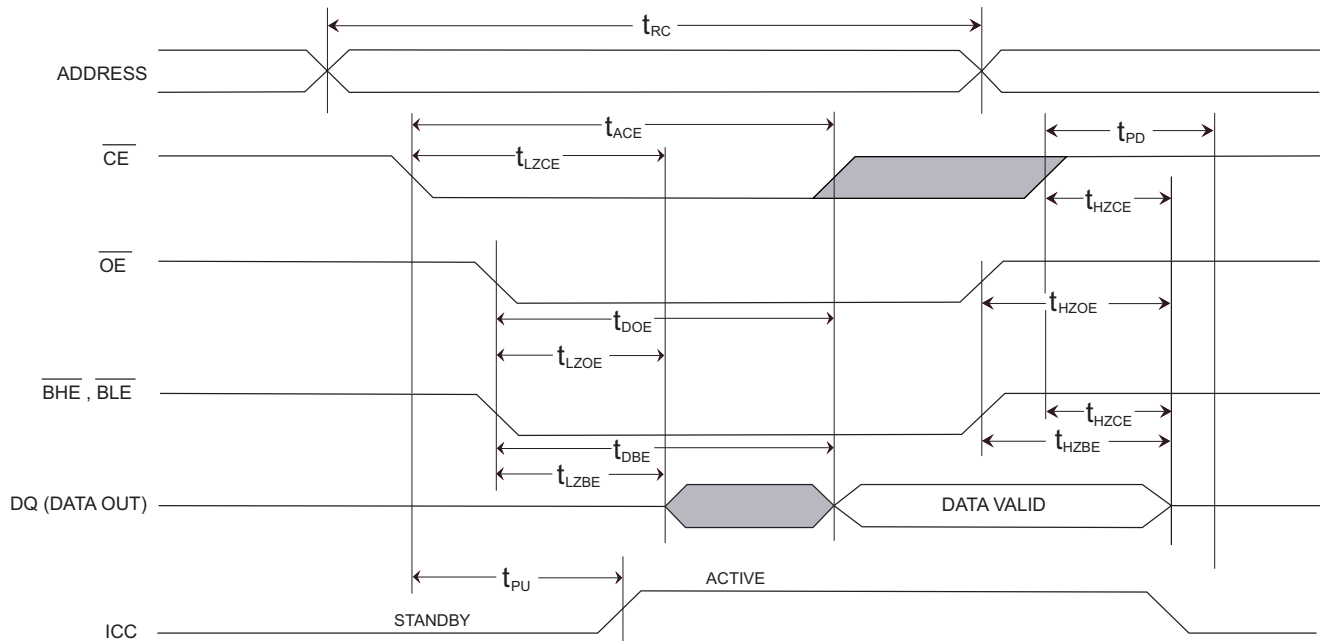 tRC
ADDRESS
tACE
tPD
CE
tLZCE
tHZCE
OE
tHZOE
tDOE
tLZOE
BHE , BLE
tHZCE
tDBE
tHZBE
tLZBE
DQ (DATA OUT)
DATA VALID
tPU
ACTIVE
STANDBY
ICC